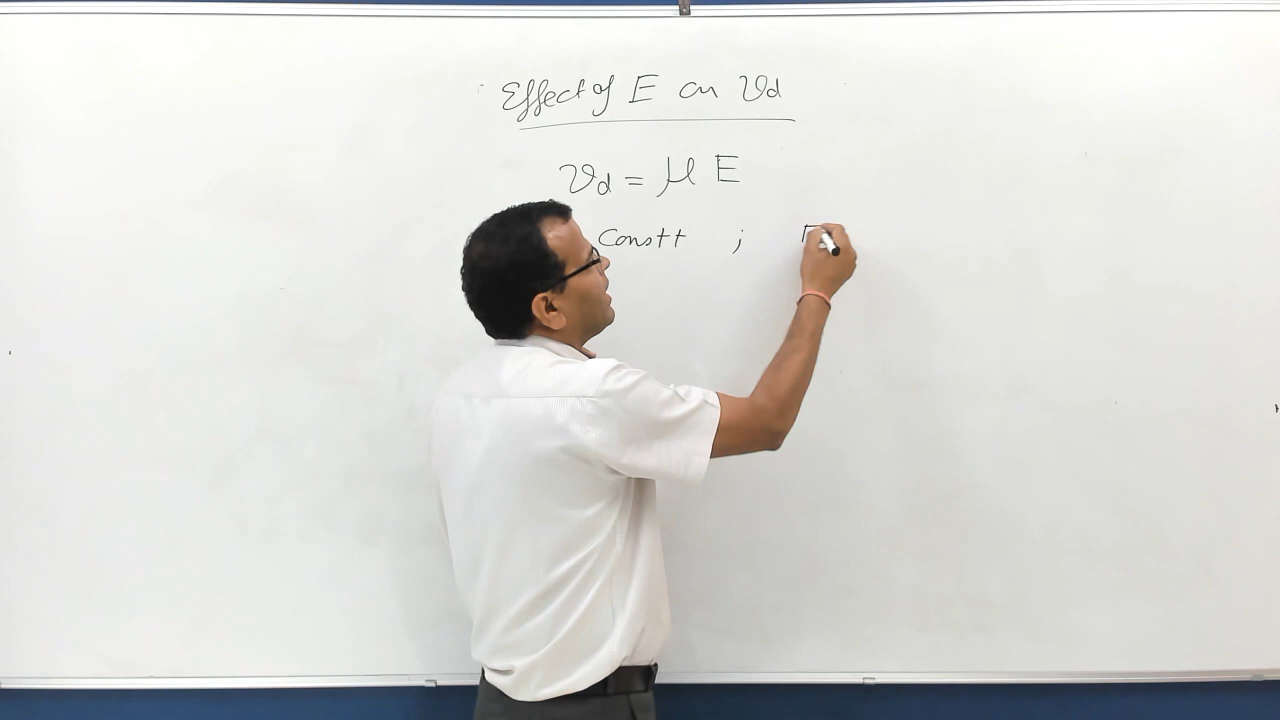 Effect of E on vd
vd = μ E
Constt ;